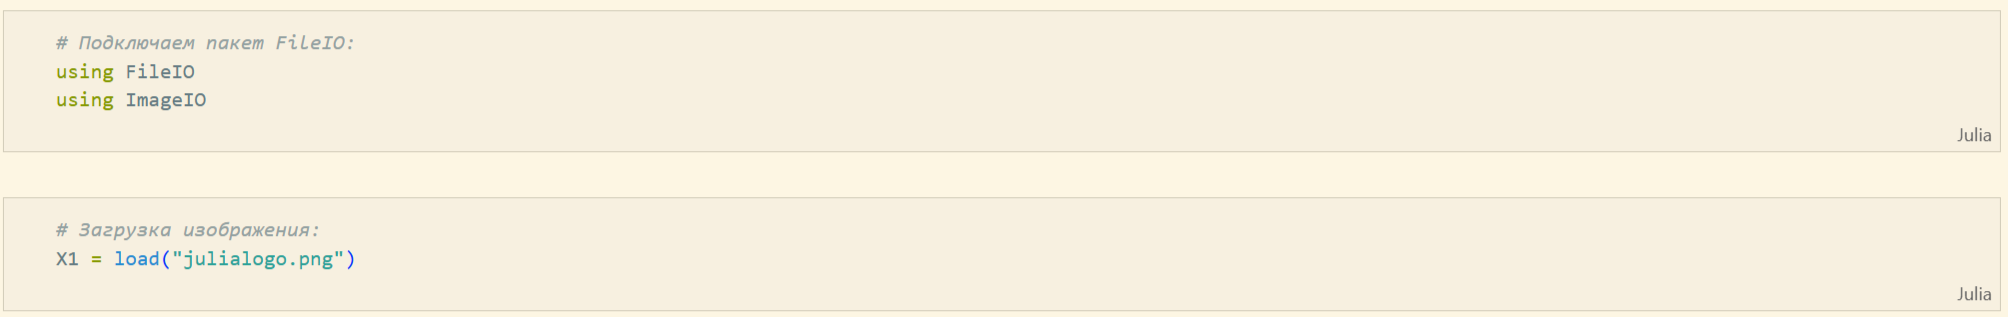 # Подключаем пакет FileIO:
using FileIO
using ImageIO
Julia
# Загрузка изображения:
X1 = load("julialogo.png")
Julia